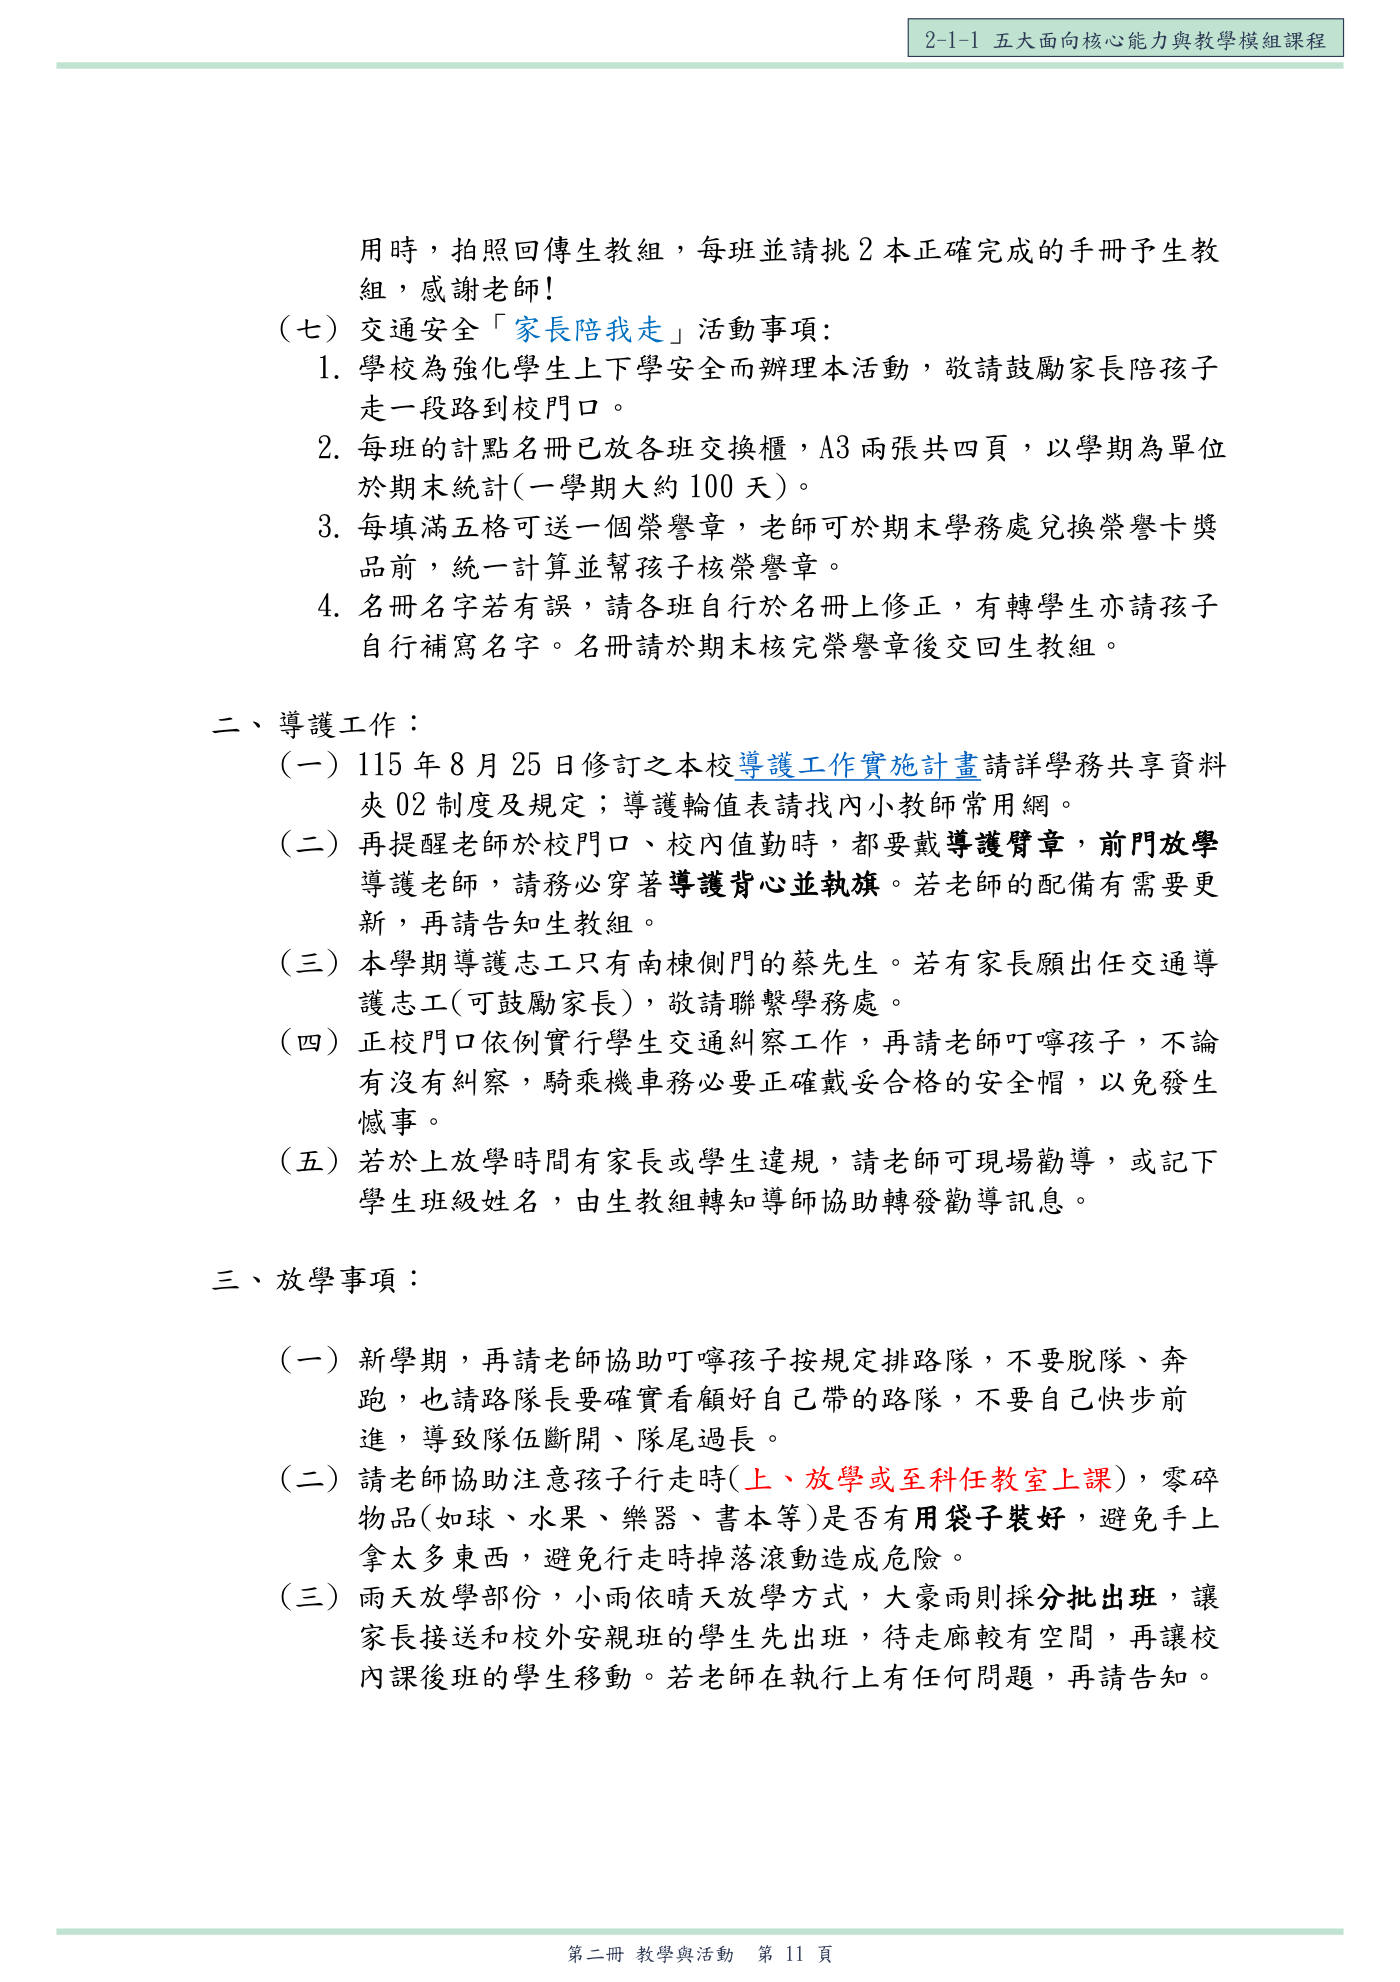 2-1-1 五大面向核心能力與教學模組課程
用時，拍照回傳生教組，每班並請挑 2 本正確完成的手冊予生教
組，感謝老師!
(七) 交通安全「家長陪我走」活動事項:
1. 學校為強化學生上下學安全而辦理本活動，敬請鼓勵家長陪孩子
走一段路到校門口。
2. 每班的計點名冊已放各班交換櫃，A3 兩張共四頁，以學期為單位
於期末統計(一學期大約 100 天)。
3. 每填滿五格可送一個榮譽章，老師可於期末學務處兌換榮譽卡獎
品前，統一計算並幫孩子核榮譽章。
4. 名冊名字若有誤，請各班自行於名冊上修正，有轉學生亦請孩子
自行補寫名字。名冊請於期末核完榮譽章後交回生教組。
二、導護工作：
(一) 115 年 8 月 25 日修訂之本校導護工作實施計畫請詳學務共享資料
夾 02 制度及規定；導護輪值表請找內小教師常用網。
(二) 再提醒老師於校門口、校內值勤時，都要戴導護臂章，前門放學
導護老師，請務必穿著導護背心並執旗。若老師的配備有需要更
新，再請告知生教組。
(三) 本學期導護志工只有南棟側門的蔡先生。若有家長願出任交通導
護志工(可鼓勵家長)，敬請聯繫學務處。
(四) 正校門口依例實行學生交通糾察工作，再請老師叮嚀孩子，不論
有沒有糾察，騎乘機車務必要正確戴妥合格的安全帽，以免發生
憾事。
(五) 若於上放學時間有家長或學生違規，請老師可現場勸導，或記下
學生班級姓名，由生教組轉知導師協助轉發勸導訊息。
三、放學事項：
(一) 新學期，再請老師協助叮嚀孩子按規定排路隊，不要脫隊、奔
跑，也請路隊長要確實看顧好自己帶的路隊，不要自己快步前
進，導致隊伍斷開、隊尾過長。
(二) 請老師協助注意孩子行走時(上、放學或至科任教室上課)，零碎
物品(如球、水果、樂器、書本等)是否有用袋子裝好，避免手上
拿太多東西，避免行走時掉落滾動造成危險。
(三) 雨天放學部份，小雨依晴天放學方式，大豪雨則採分批出班，讓
家長接送和校外安親班的學生先出班，待走廊較有空間，再讓校
內課後班的學生移動。若老師在執行上有任何問題，再請告知。
第二冊 教學與活動 第 11 頁